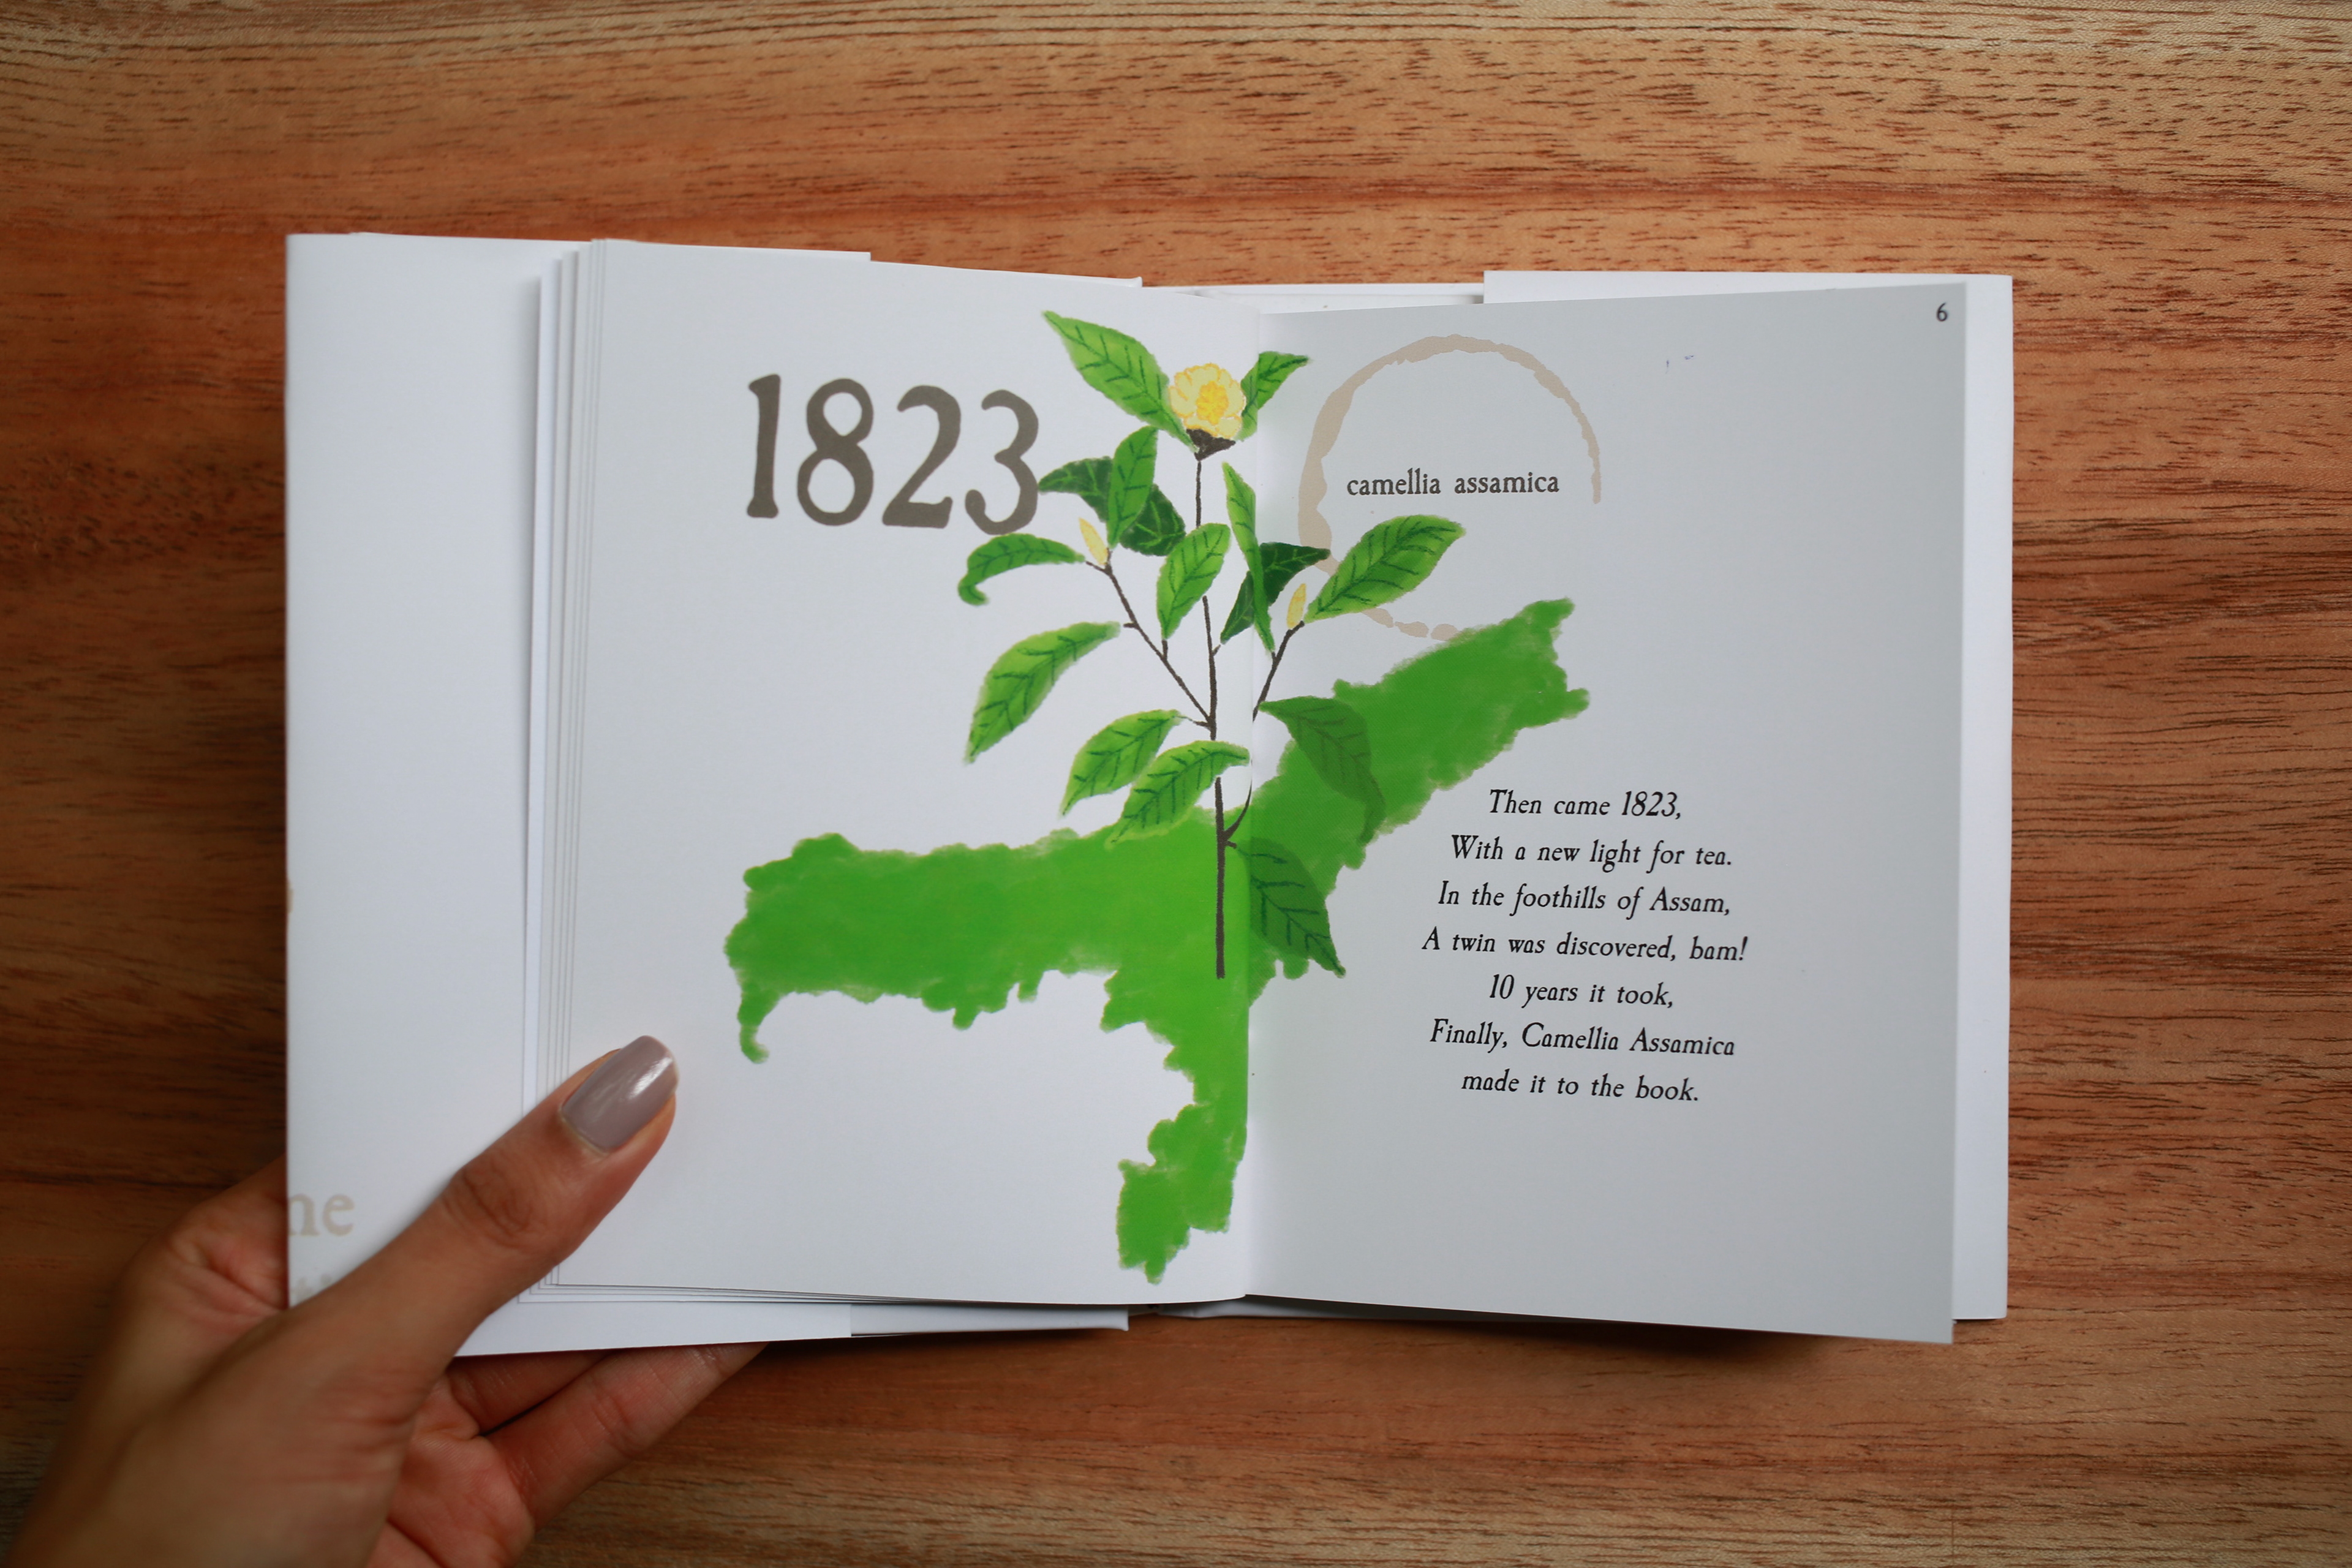 1823
6
camellia assamica
Then came 1823,
With a new light for tea.
In the foothills of Assam,
A twin was discovered, bam!
10 years it took,
Finally, Camellia Assamica
made it to the book.